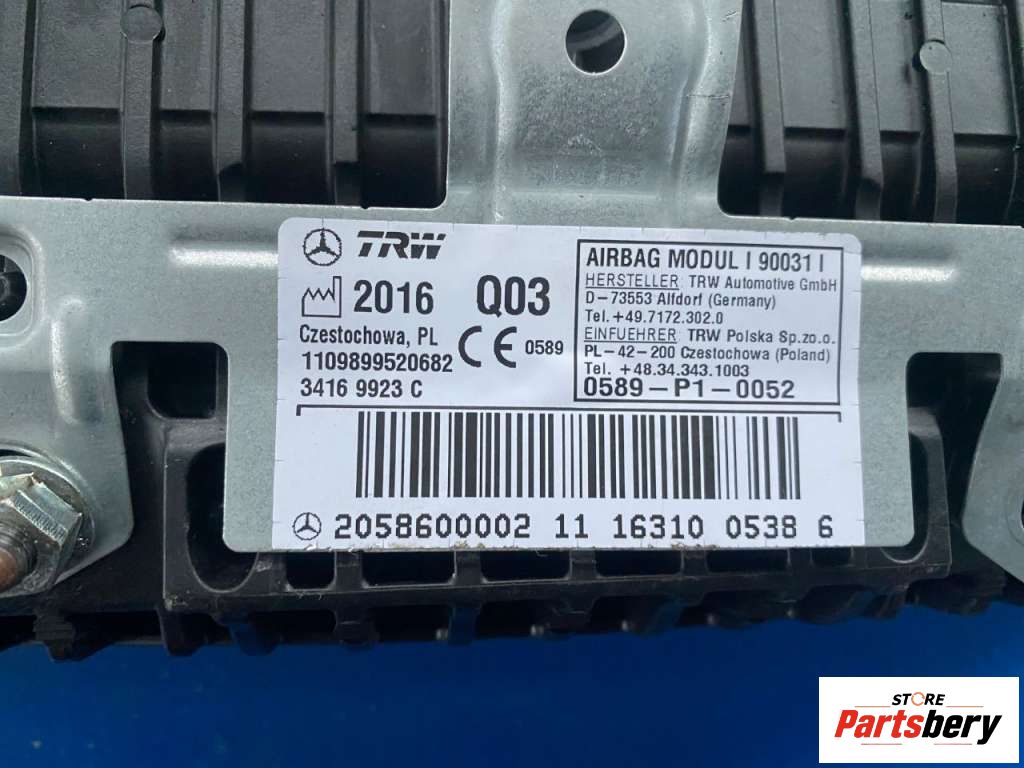 TRW
2016 Q03
Czestochowa, PL
1109899520682
3416 9923 C
CE 0589
AIRBAG MODUL I 90031 I
HERSTELLER: TRW Automotive GmbH
D-73553 Alfdorf (Germany)
Tel. +49.7172.302.0
EINFUEHRER: TRW Polska Sp.zo.o.
PL-42-200 Czestochowa (Poland)
Tel. +48.34.343.1003
0589-P1-0052
2058600002 11 16310 0538 6
STORE
Partsbery